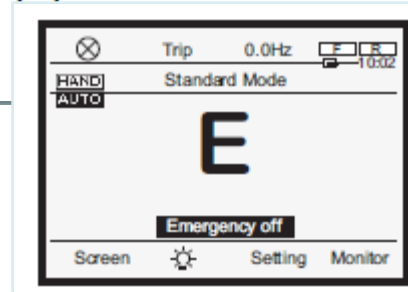 Trip 0.0Hz F R
10:02
HAND Standard Mode
AUTO
E
Emergency off
Screen Setting Monitor